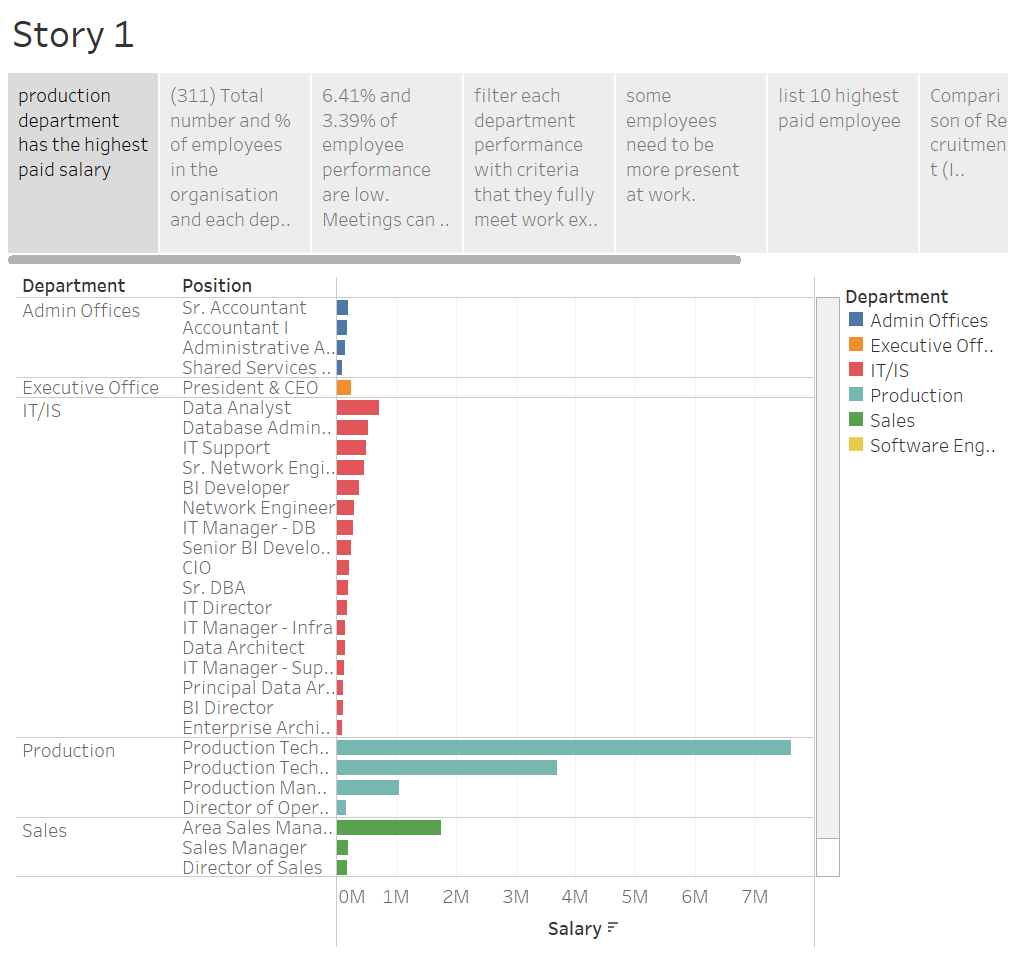 Story 1
production
department
has the highest
paid salary
(311) Total
number and %
of employees
in the
organisation
and each dep..
6.41% and
3.39% of
employee
performance
are low.
Meetings can ..
filter each
department
performance
with criteria
that they fully
meet work ex..
some
employees
need to be
more present
at work.
list 10 highest
paid employee
Compari
son of Re
cruitmen
t (I..
Department Position
Admin Offices Sr. Accountant
Accountant I
Administrative A..
Shared Services ..
Executive Office President & CEO
IT/IS Data Analyst
Database Admin..
IT Support
Sr. Network Engi..
BI Developer
Network Engineer
IT Manager - DB
Senior BI Develo..
CIO
Sr. DBA
IT Director
IT Manager - Infra
Data Architect
IT Manager - Sup..
Principal Data Ar..
BI Director
Enterprise Archi..
Production Production Tech..
Production Tech..
Production Man..
Director of Oper..
Sales Area Sales Mana..
Sales Manager
Director of Sales
0M 1M 2M 3M 4M 5M 6M 7M
Salary
Department
Admin Offices
Executive Off..
IT/IS
Production
Sales
Software Eng..